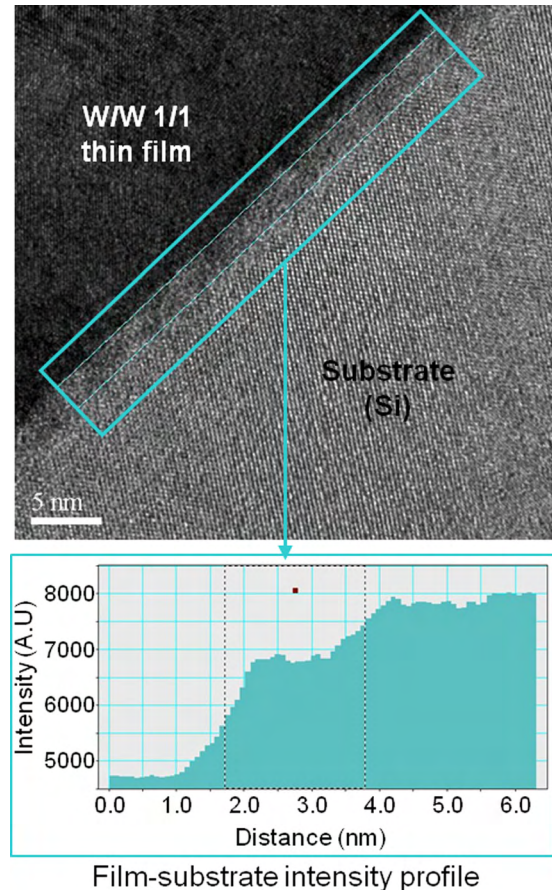 W/W 1/1
thin film
Substrate
(Si)
5 nm
Intensity (A.U)
8000
7000
6000
5000
0.0 1.0 2.0 3.0 4.0 5.0 6.0
Distance (nm)
Film-substrate intensity profile